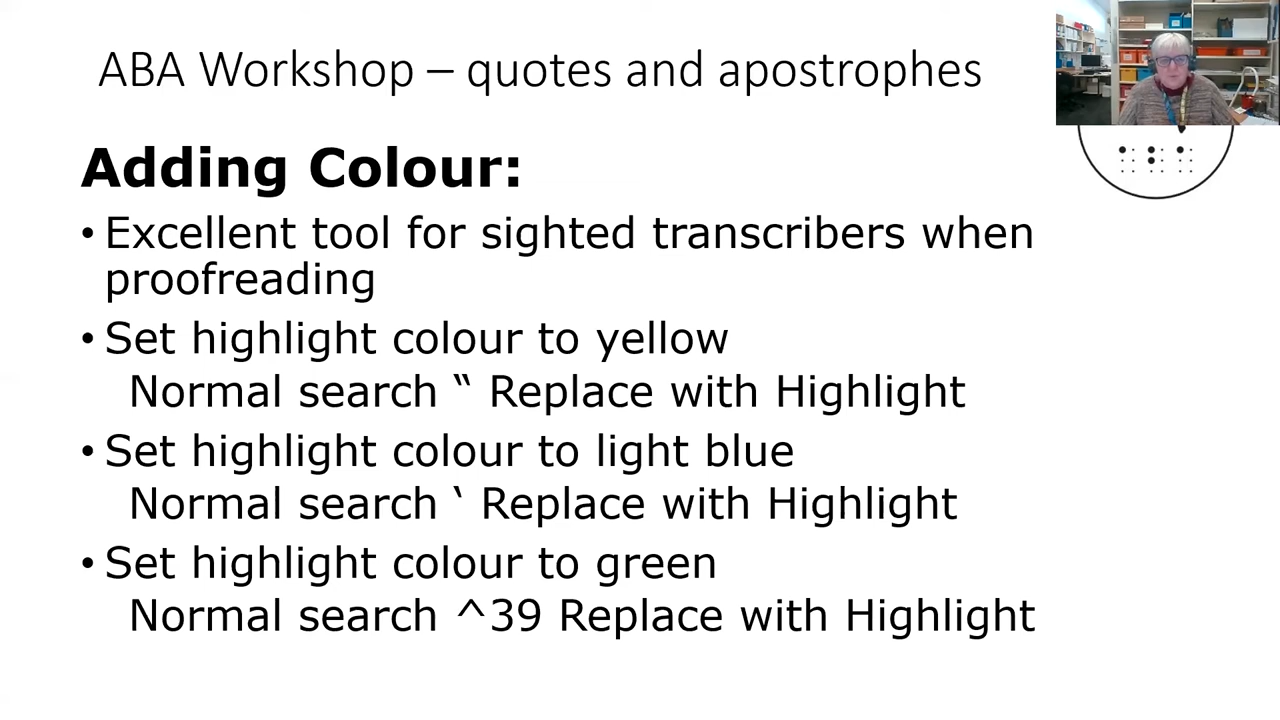 ABA Workshop – quotes and apostrophes
Adding Colour:
• Excellent tool for sighted transcribers when
proofreading
• Set highlight colour to yellow
Normal search “ Replace with Highlight
• Set highlight colour to light blue
Normal search ‘ Replace with Highlight
• Set highlight colour to green
Normal search ^39 Replace with Highlight